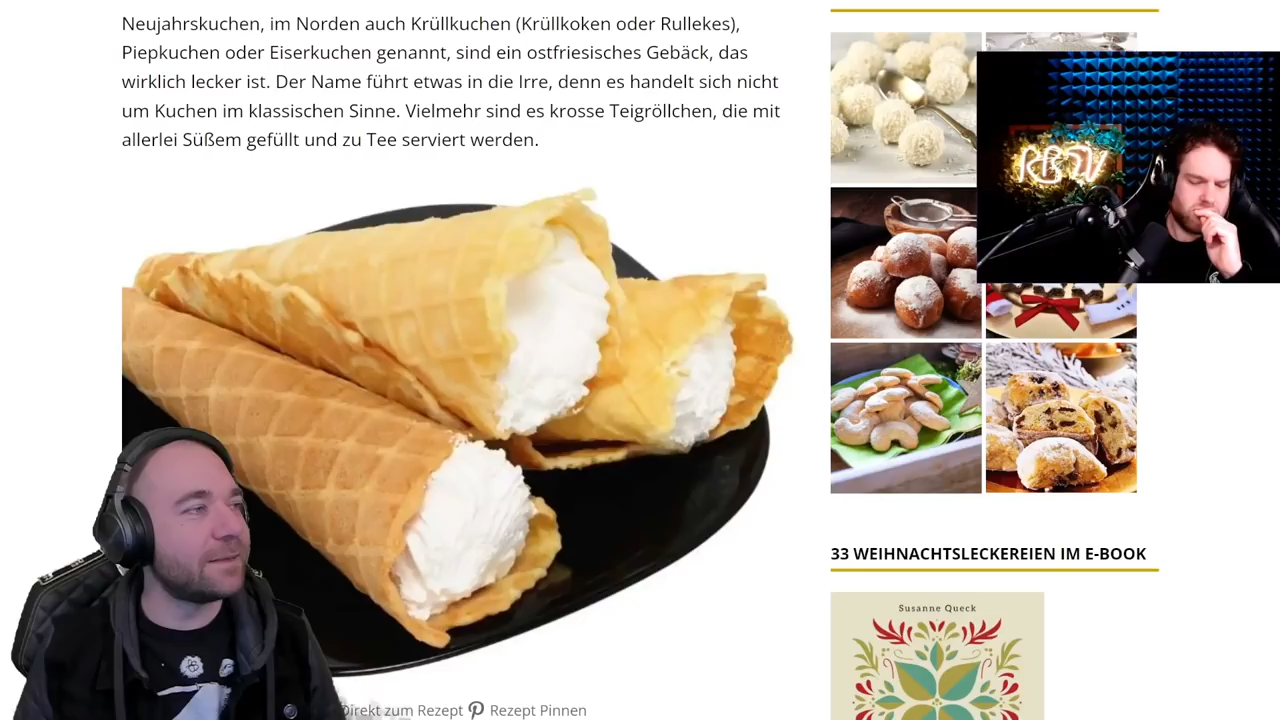 Neujahrskuchen, im Norden auch Krüllkuchen (Krüllkoken oder Rullekes),
Piepkuchen oder Eiserkuchen genannt, sind ein ostfriesisches Gebäck, das
wirklich lecker ist. Der Name führt etwas in die Irre, denn es handelt sich nicht
um Kuchen im klassischen Sinne. Vielmehr sind es krosse Teigröllchen, die mit
allerlei Süßem gefüllt und zu Tee serviert werden.
Direkt zum Rezept Rezept Pinnen
RBTV
33 WEIHNACHTSLECKEREIEN IM E-BOOK
Susanne Queck